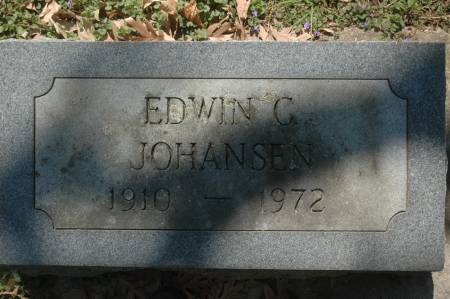 EDWIN C.
JOHANSEN
1910 — 1972